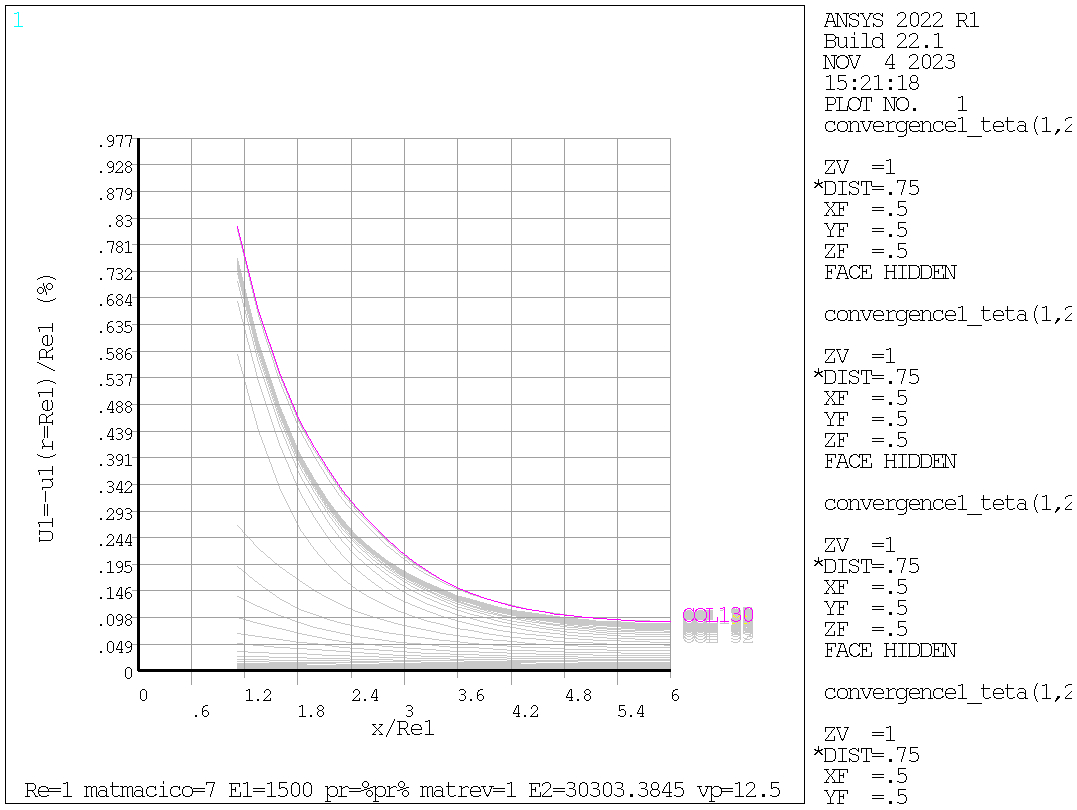 1
ANSYS 2022 R1
Build 22.1
NOV 4 2023
15:21:18
PLOT NO. 1
convergence1_teta(1,2
ZV =1
*DIST=.75
XF =.5
YF =.5
ZF =.5
FACE HIDDEN
convergence1_teta(1,2
ZV =1
*DIST=.75
XF =.5
YF =.5
ZF =.5
FACE HIDDEN
convergence1_teta(1,2
ZV =1
*DIST=.75
XF =.5
YF =.5
ZF =.5
FACE HIDDEN
convergence1_teta(1,2
ZV =1
*DIST=.75
XF =.5
YF =.5
.977
.928
.879
.83
.781
.732
.684
.635
.586
.537
.488
.439
.391
.342
.293
.244
.195
.146
.098
.049
0
U1=-u1(r=Re1)/Re1 (%)
COL130
0 1.2 2.4 3.6 4.8 6
.6 1.8 3 4.2 5.4
x/Re1
Re=1 matmacico=7 E1=1500 pr=%pr% matrev=1 E2=30303.3845 vp=12.5